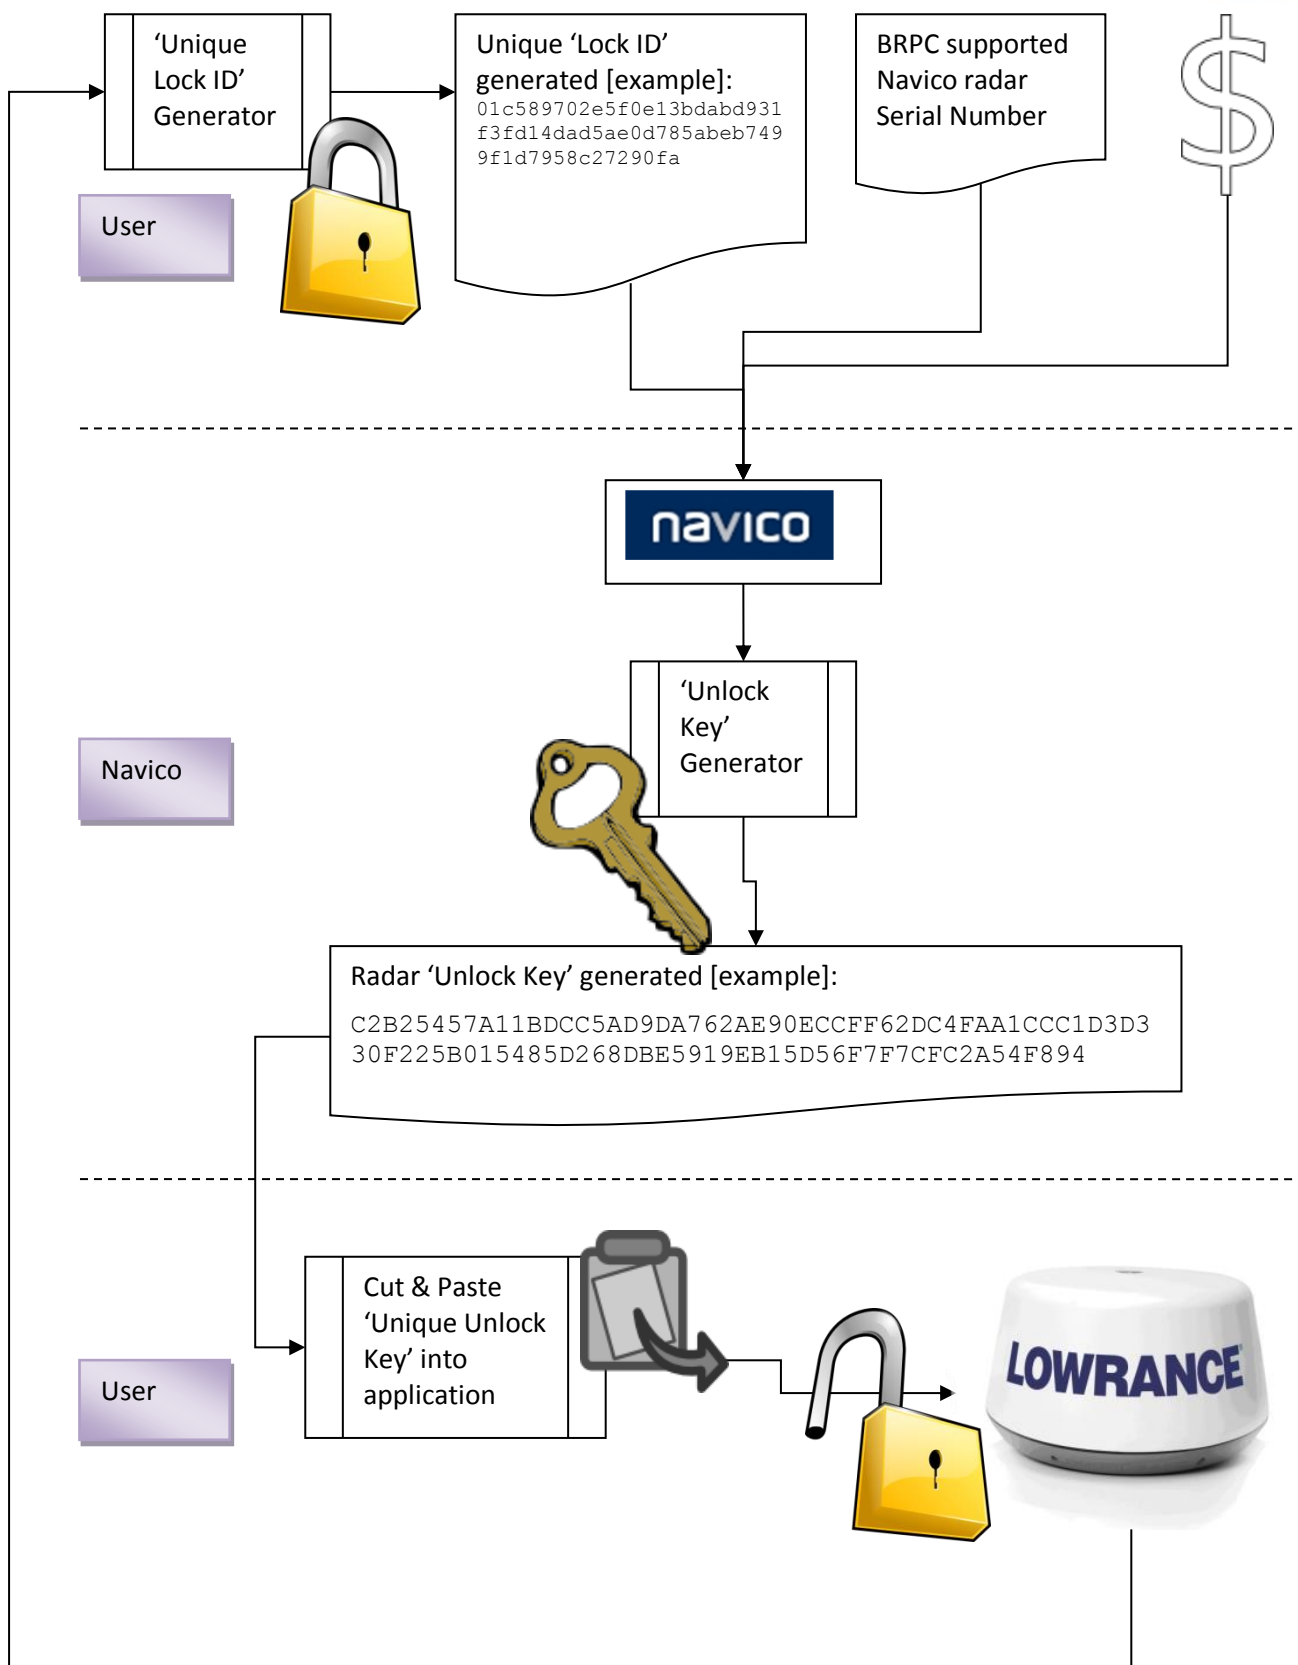 ‘Unique
Lock ID’
Generator
Unique ‘Lock ID’
generated [example]:
01c589702e5f0e13bdabd931
f3fd14dad5ae0d785abeb749
9f1d7958c27290fa
BRPC supported
Navico radar
Serial Number
$
User
navico
‘Unlock
Key’
Generator
Navico
Radar ‘Unlock Key’ generated [example]:
C2B25457A11BDCC5AD9DA762AE90ECCFF62DC4FAA1CCC1D3D3
30F225B015485D268DBE5919EB15D56F7F7CFC2A54F894
Cut & Paste
‘Unique Unlock
Key’ into
application
User
LOWRANCE